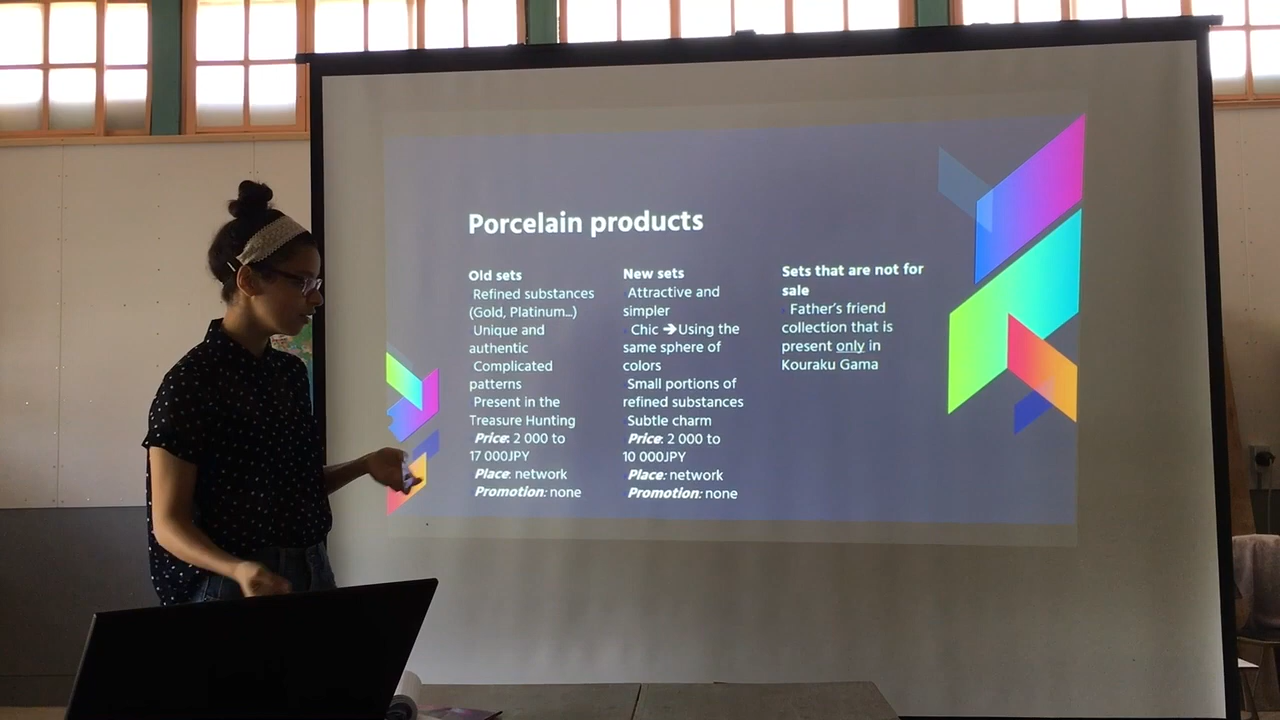 Porcelain products
Old sets
Refined substances
(Gold, Platinum...)
Unique and
authentic
Complicated
patterns
Present in the
Treasure Hunting
Price: 2 000 to
17 000JPY
Place: network
Promotion: none
New sets
Attractive and
simpler
Chic ➔Using the
same sphere of
colors
Small portions of
refined substances
Subtle charm
Price: 2 000 to
10 000JPY
Place: network
Promotion: none
Sets that are not for
sale
Father's friend
collection that is
present only in
Kouraku Gama